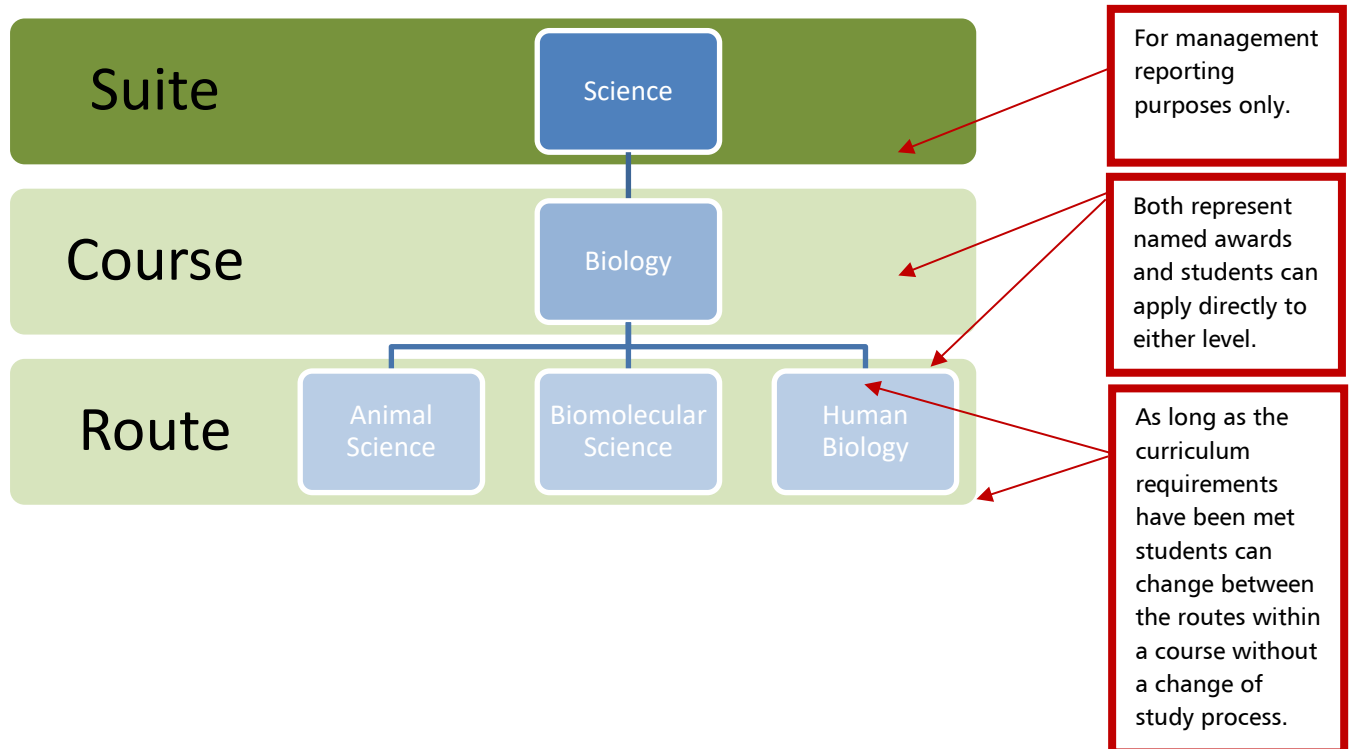 Suite
Science
For management
reporting
purposes only.
Course
Biology
Both represent
named awards
and students can
apply directly to
either level.
Route
Animal
Science
Biomolecular
Science
Human
Biology
As long as the
curriculum
requirements
have been met
students can
change between
the routes within
a course without
a change of
study process.